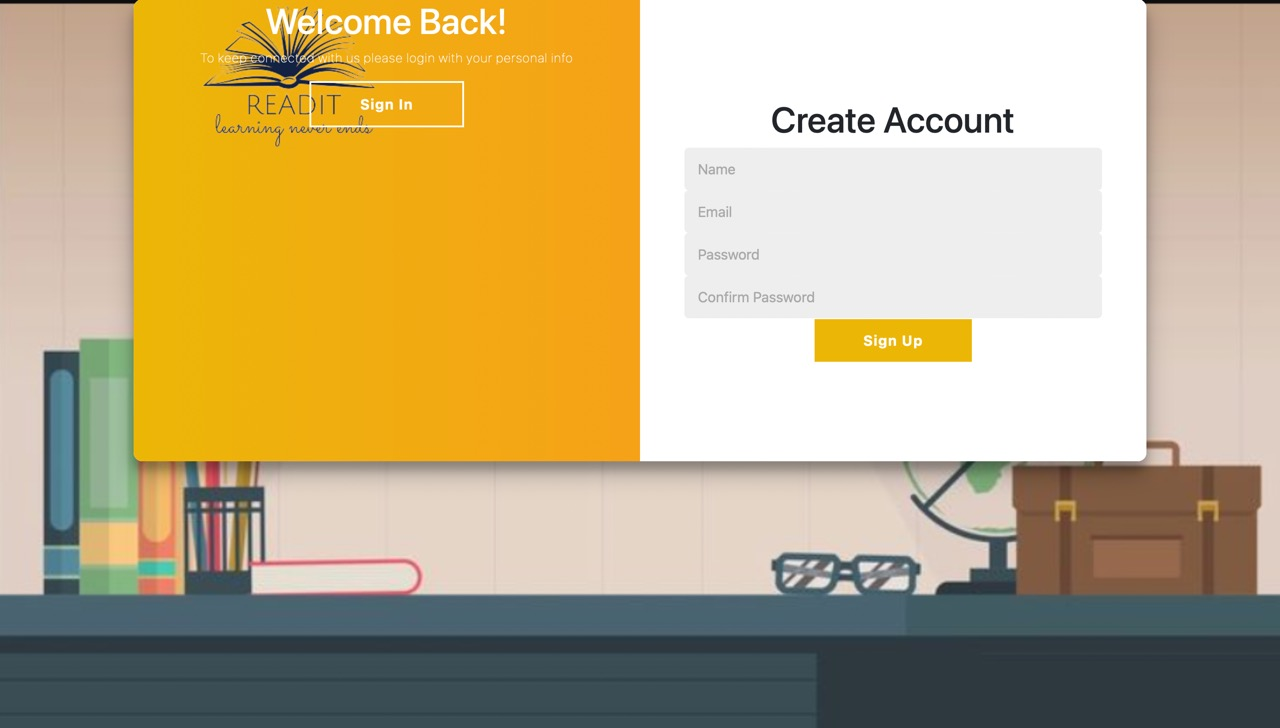 Welcome Back!
To keep connected with us please login with your personal info
Sign In
READIT
learning never ends
Create Account
Name
Email
Password
Confirm Password
Sign Up